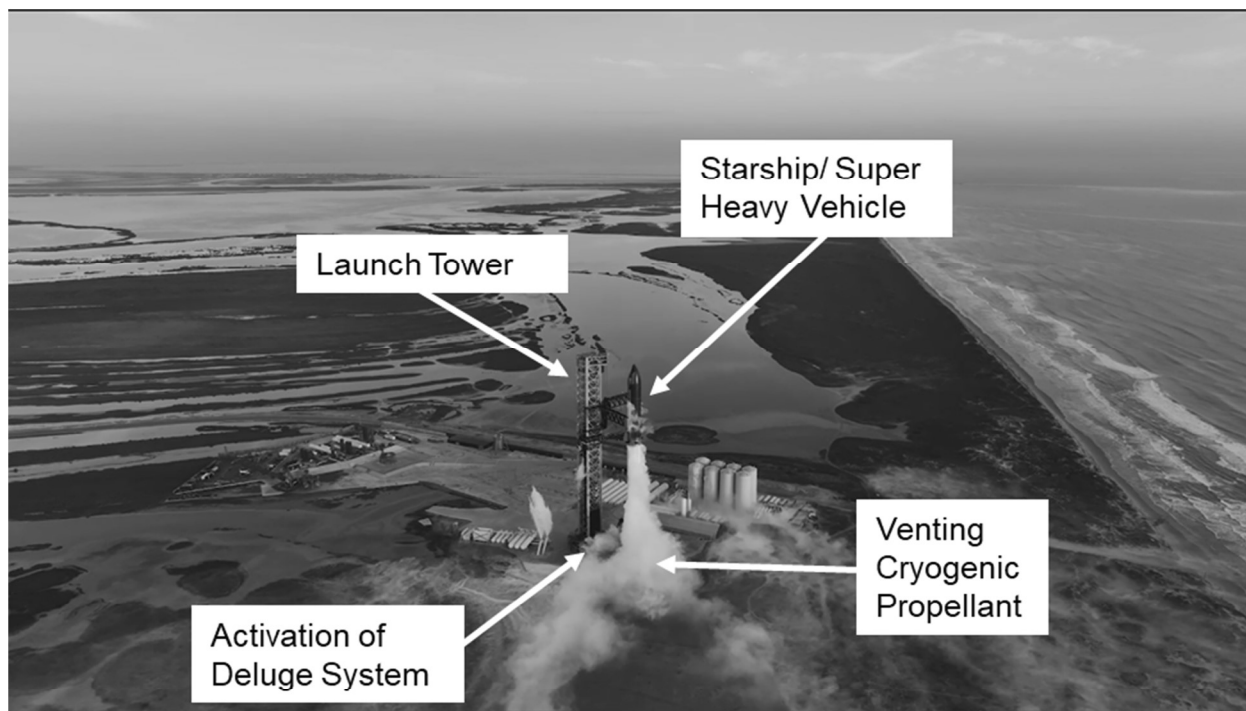 Starship/ Super
Heavy Vehicle
Launch Tower
Venting
Cryogenic
Propellant
Activation of
Deluge System